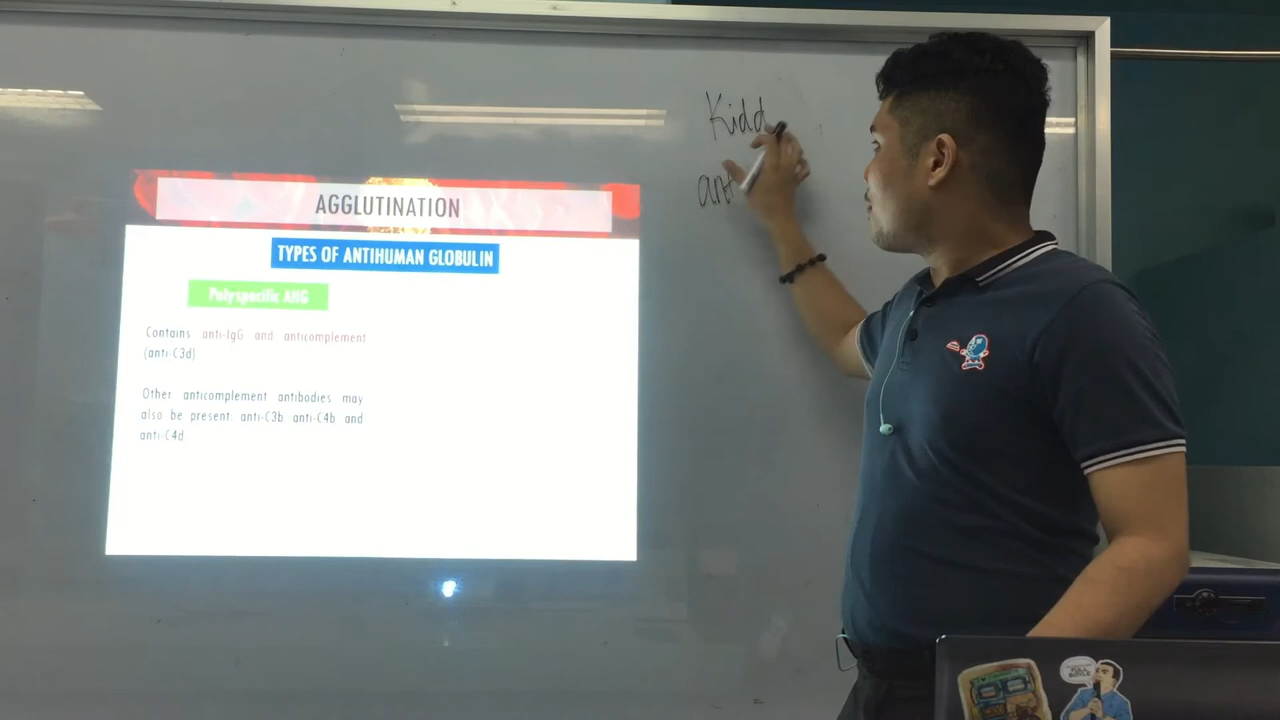 AGGLUTINATION
TYPES OF ANTIHUMAN GLOBULIN
Polyspecific AHG
Contains anti-IgG and anticomplement
(anti-C3d)
Other anticomplement antibodies may
also be present: anti-C3b anti-C4b and
anti-C4d
Kidd
ant